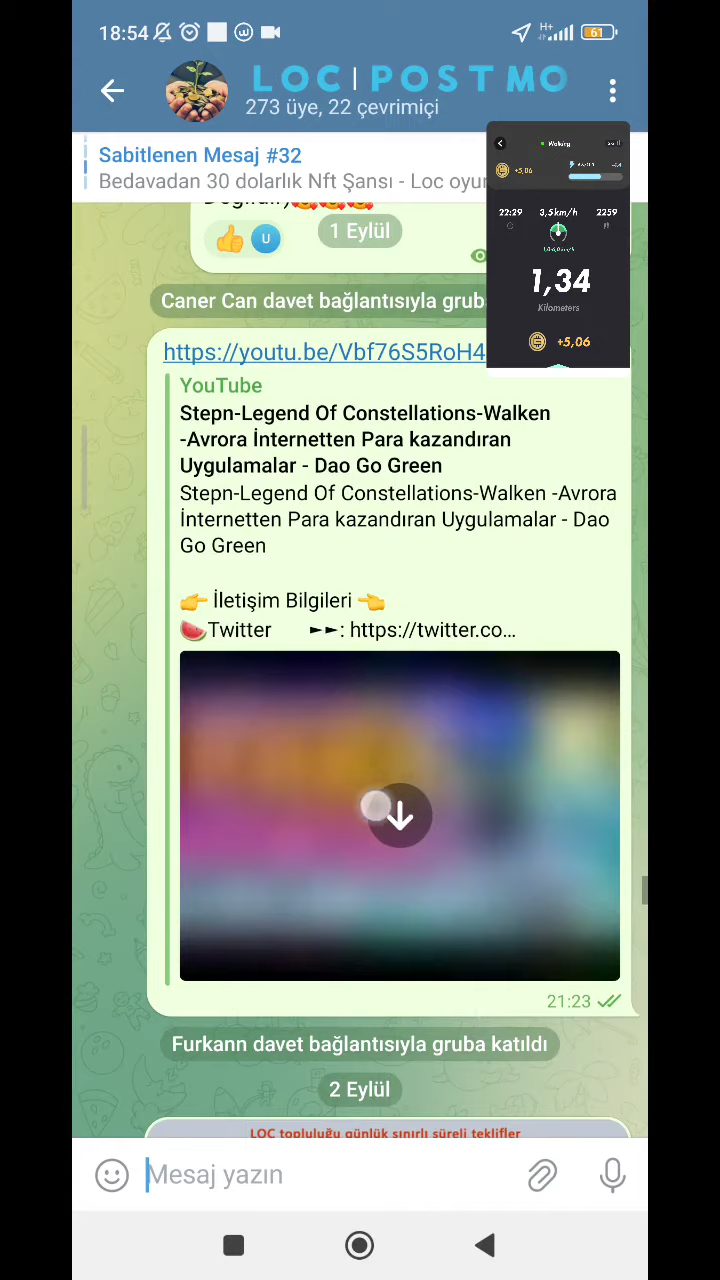 18:54
H+
61
LOC | POSTMO
273 üye, 22 çevrimiçi
Sabitlenen Mesaj #32
Bedavadan 30 dolarlık Nft Şansı - Loc oyun
Walking
+5,06
22:29
3,5km/h
2259
1,34
Kilometers
+5,06
U
1 Eylül
Caner Can davet bağlantısıyla grub
https://youtu.be/Vbf76S5RoH4
YouTube
Stepn-Legend Of Constellations-Walken
-Avrora İnternetten Para kazandıran
Uygulamalar - Dao Go Green
Stepn-Legend Of Constellations-Walken -Avrora
İnternetten Para kazandıran Uygulamalar - Dao
Go Green
👉 İletişim Bilgileri 👈
🍉Twitter ►►: https://twitter.co...
21:23
Furkann davet bağlantısıyla gruba katıldı
2 Eylül
LOC topluluğu günlük sınırlı süreli teklifler
Mesaj yazın